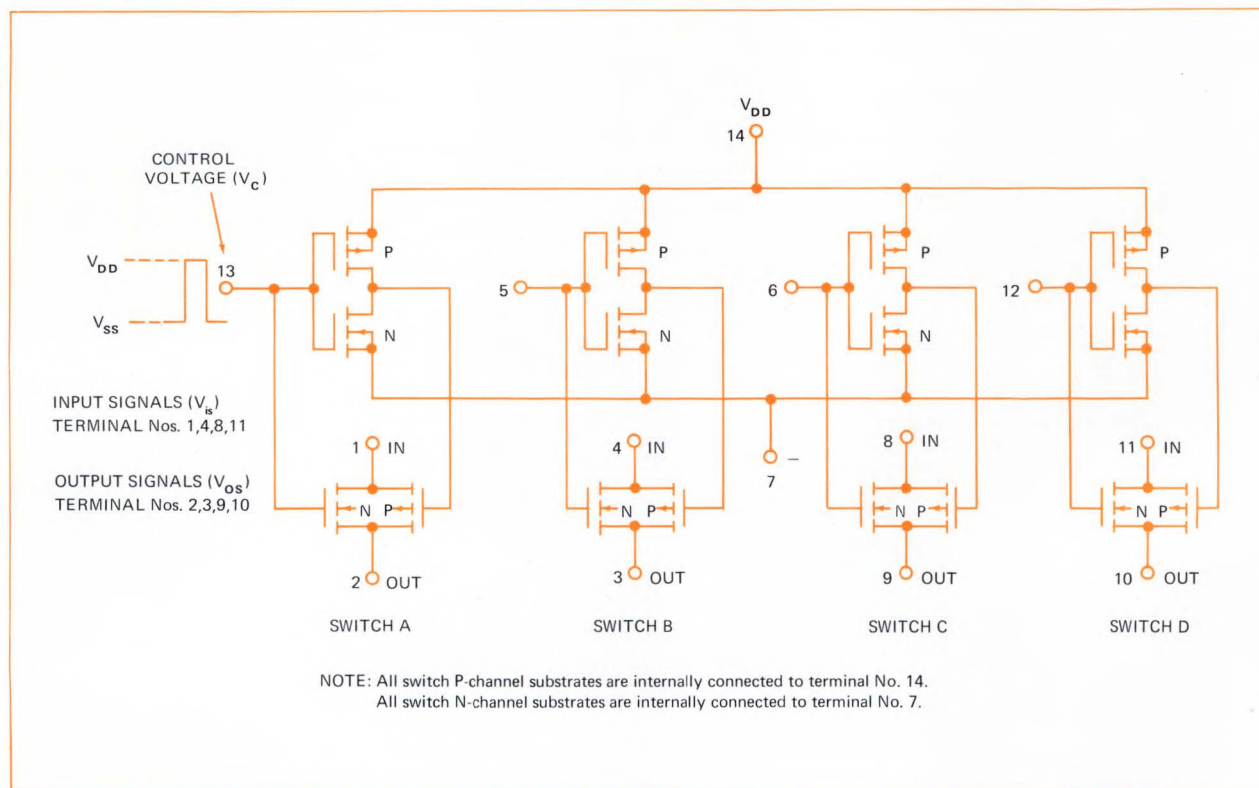 V_DD
14
CONTROL
VOLTAGE (V_C)
P
P
P
P
V_DD
13
5
6
12
V_SS
N
N
N
N
INPUT SIGNALS (V_is)
TERMINAL Nos. 1,4,8,11
1 IN
4 IN
7 –
8 IN
11 IN
OUTPUT SIGNALS (V_OS)
TERMINAL Nos. 2,3,9,10
N P
N P
N P
N P
2 OUT
3 OUT
9 OUT
10 OUT
SWITCH A
SWITCH B
SWITCH C
SWITCH D
NOTE: All switch P-channel substrates are internally connected to terminal No. 14.
All switch N-channel substrates are internally connected to terminal No. 7.